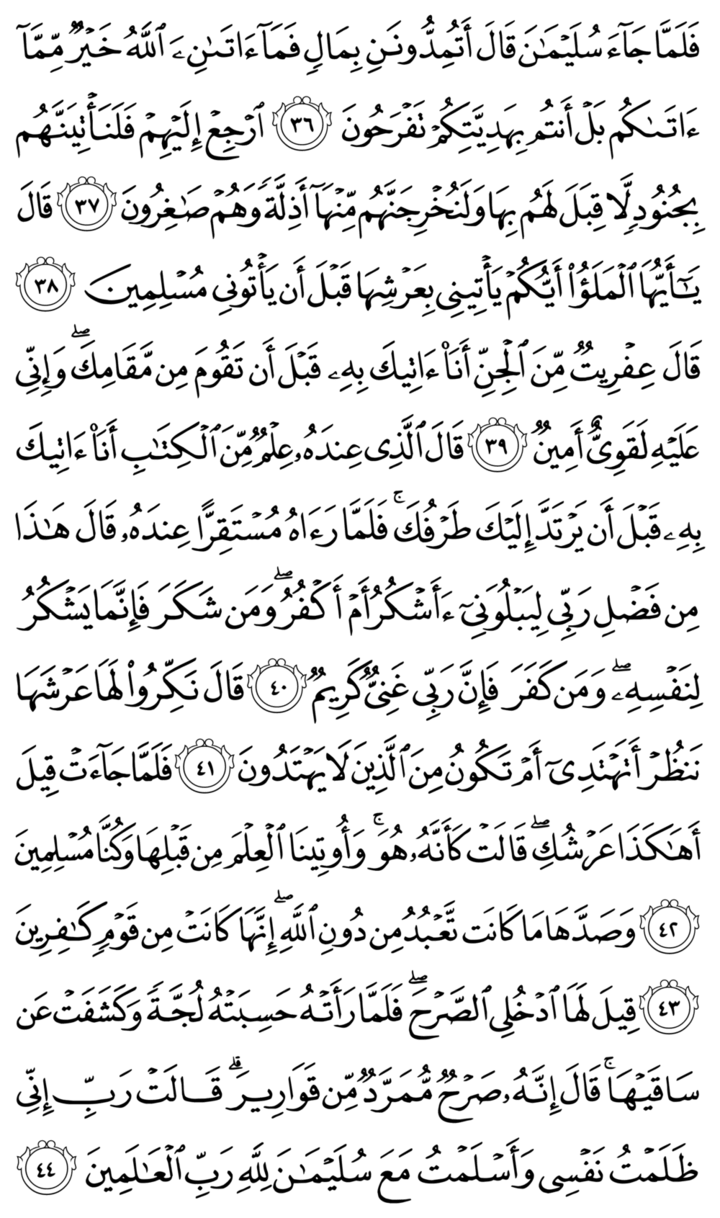 فَلَمَّا جَآءَ سُلَيْمَٰنَ قَالَ أَتُمِدُّونَنِ بِمَالٍ فَمَآ ءَاتَىٰنِۦَ ٱللَّهُ خَيْرٌ مِّمَّآ
ءَاتَىٰكُم بَلْ أَنتُم بِهَدِيَّتِكُمْ تَفْرَحُونَ ٣٦ ٱرْجِعْ إِلَيْهِمْ فَلَنَأْتِيَنَّهُم
بِجُنُودٍ لَّا قِبَلَ لَهُم بِهَا وَلَنُخْرِجَنَّهُم مِّنْهَآ أَذِلَّةً وَهُمْ صَٰغِرُونَ ٣٧ قَالَ
يَٰٓأَيُّهَا ٱلْمَلَؤُا۟ أَيُّكُمْ يَأْتِينِى بِعَرْشِهَا قَبْلَ أَن يَأْتُونِى مُسْلِمِينَ ٣٨
قَالَ عِفْرِيتٌ مِّنَ ٱلْجِنِّ أَنَا۠ ءَاتِيكَ بِهِۦ قَبْلَ أَن تَقُومَ مِن مَّقَامِكَ ۖ وَإِنِّى
عَلَيْهِ لَقَوِىٌّ أَمِينٌ ٣٩ قَالَ ٱلَّذِى عِندَهُۥ عِلْمٌ مِّنَ ٱلْكِتَٰبِ أَنَا۠ ءَاتِيكَ
بِهِۦ قَبْلَ أَن يَرْتَدَّ إِلَيْكَ طَرْفُكَ ۚ فَلَمَّا رَءَاهُ مُسْتَقِرًّا عِندَهُۥ قَالَ هَٰذَا
مِن فَضْلِ رَبِّى لِيَبْلُوَنِىٓ ءَأَشْكُرُ أَمْ أَكْفُرُ ۖ وَمَن شَكَرَ فَإِنَّمَا يَشْكُرُ
لِنَفْسِهِۦ ۖ وَمَن كَفَرَ فَإِنَّ رَبِّى غَنِىٌّ كَرِيمٌ ٤٠ قَالَ نَكِّرُوا۟ لَهَا عَرْشَهَا
نَنظُرْ أَتَهْتَدِىٓ أَمْ تَكُونُ مِنَ ٱلَّذِينَ لَا يَهْتَدُونَ ٤١ فَلَمَّا جَآءَتْ قِيلَ
أَهَٰكَذَا عَرْشُكِ ۖ قَالَتْ كَأَنَّهُۥ هُوَ ۚ وَأُوتِينَا ٱلْعِلْمَ مِن قَبْلِهَا وَكُنَّا مُسْلِمِينَ
٤٢ وَصَدَّهَا مَا كَانَت تَّعْبُدُ مِن دُونِ ٱللَّهِ ۖ إِنَّهَا كَانَتْ مِن قَوْمٍ كَٰفِرِينَ
٤٣ قِيلَ لَهَا ٱدْخُلِى ٱلصَّرْحَ ۖ فَلَمَّا رَأَتْهُ حَسِبَتْهُ لُجَّةً وَكَشَفَتْ عَن
سَاقَيْهَا ۚ قَالَ إِنَّهُۥ صَرْحٌ مُّمَرَّدٌ مِّن قَوَارِيرَ ۗ قَالَتْ رَبِّ إِنِّى
ظَلَمْتُ نَفْسِى وَأَسْلَمْتُ مَعَ سُلَيْمَٰنَ لِلَّهِ رَبِّ ٱلْعَٰلَمِينَ ٤٤